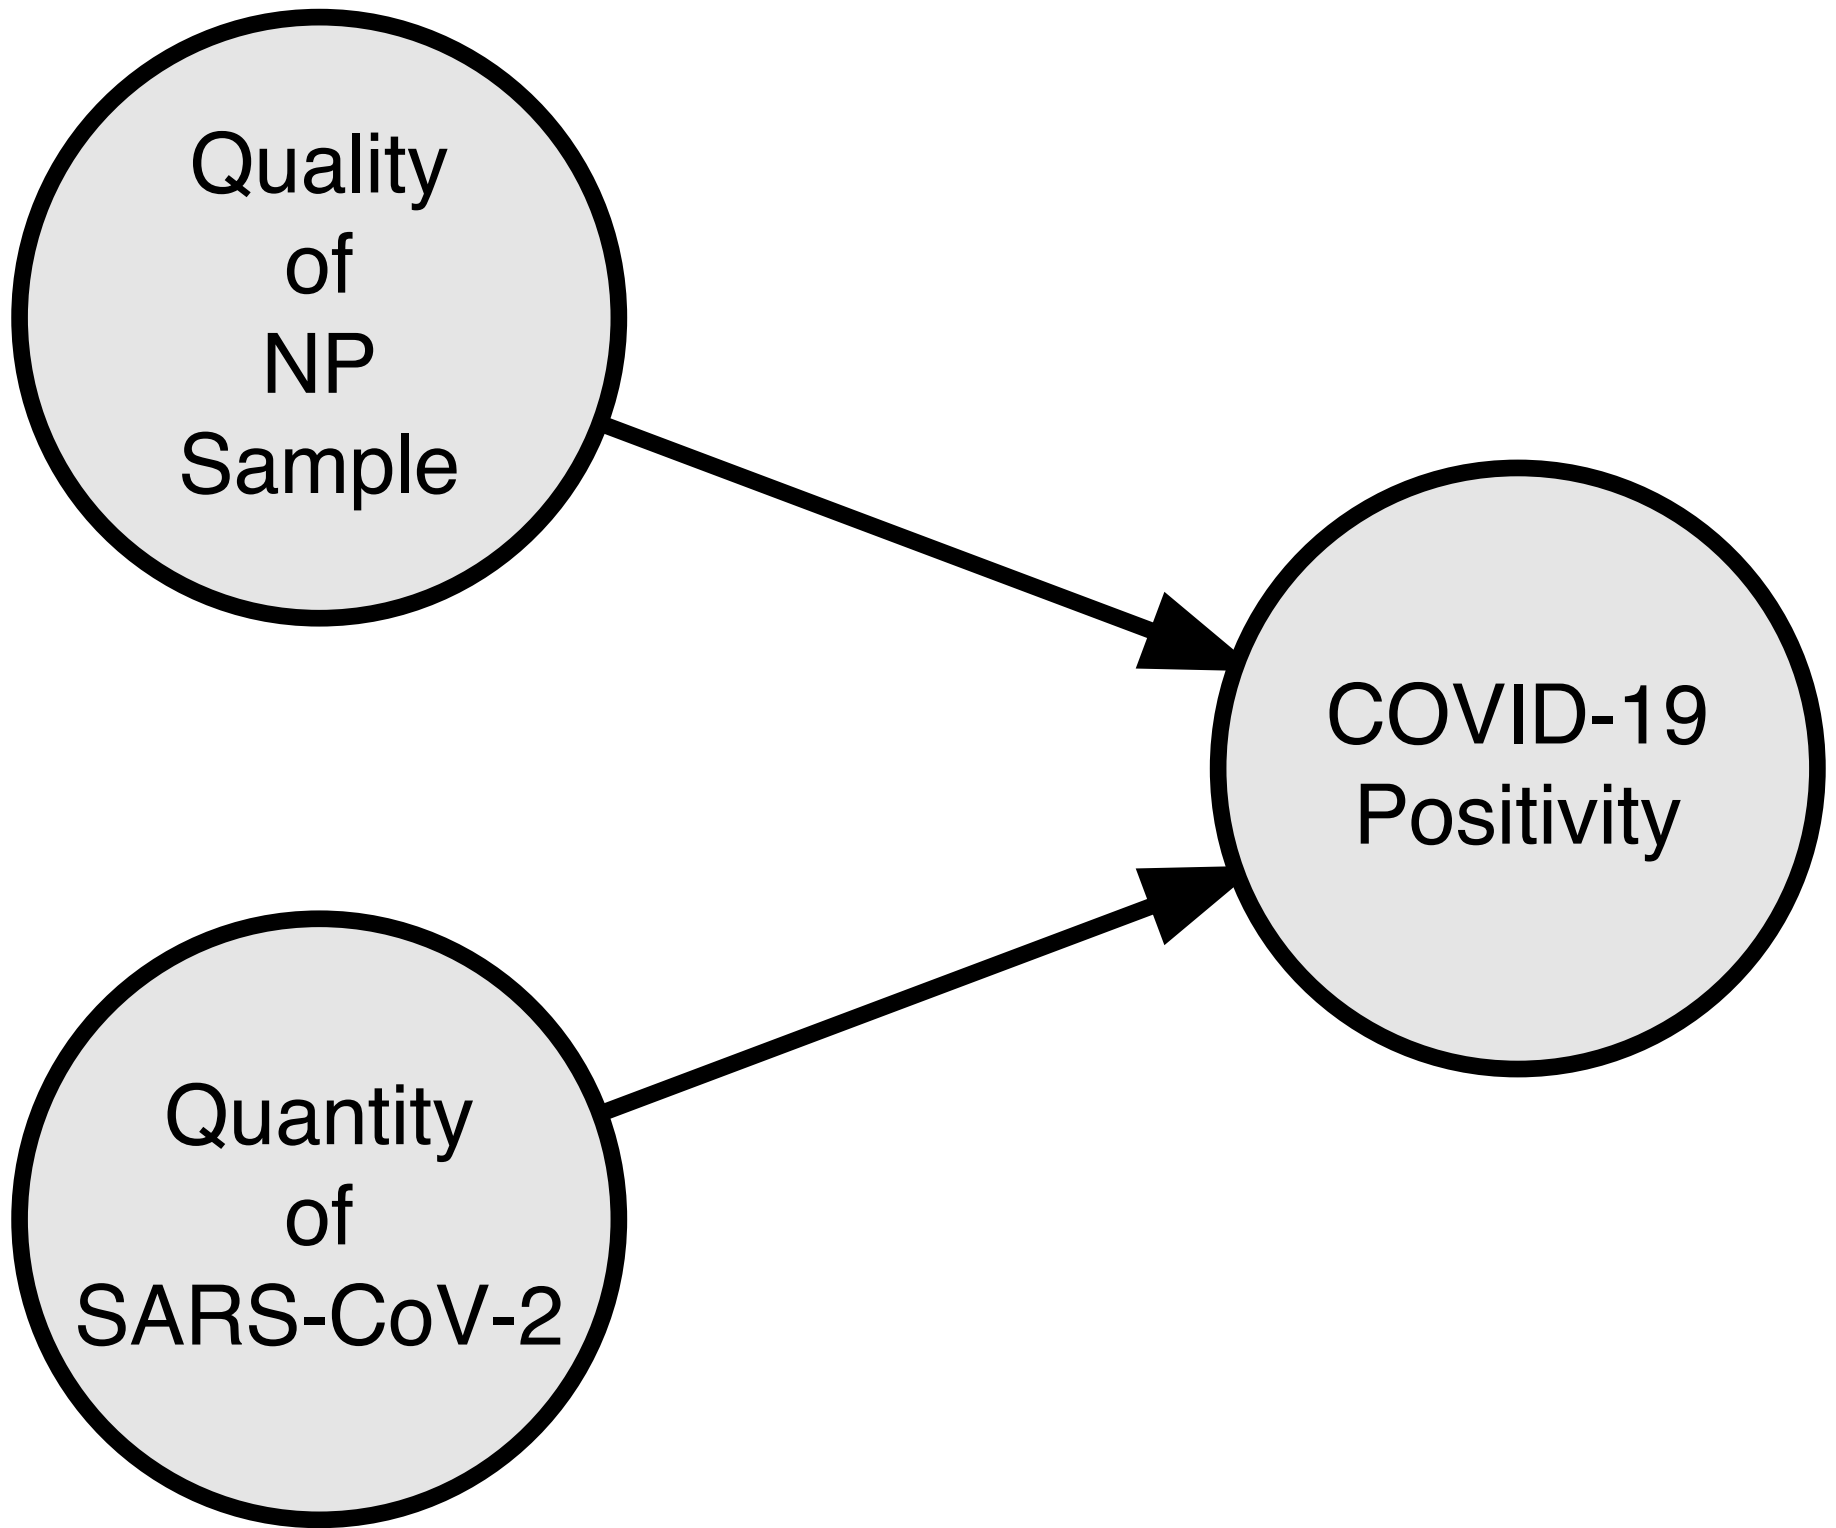 Quality
of
NP
Sample
COVID-19
Positivity
Quantity
of
SARS-CoV-2